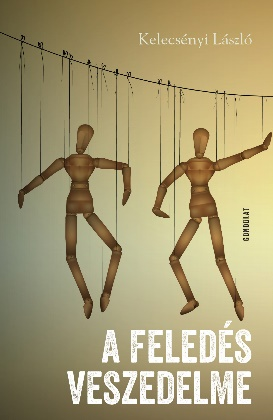 Kelecsényi László
GONDOLAT
A FELEDÉS
VESZEDELME